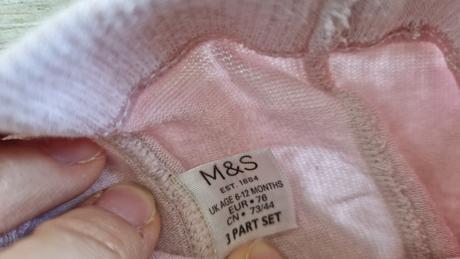 M&S
EST. 1884
UK AGE 6-12 MONTHS
EUR • 76
CN • 73/44
3 PART SET